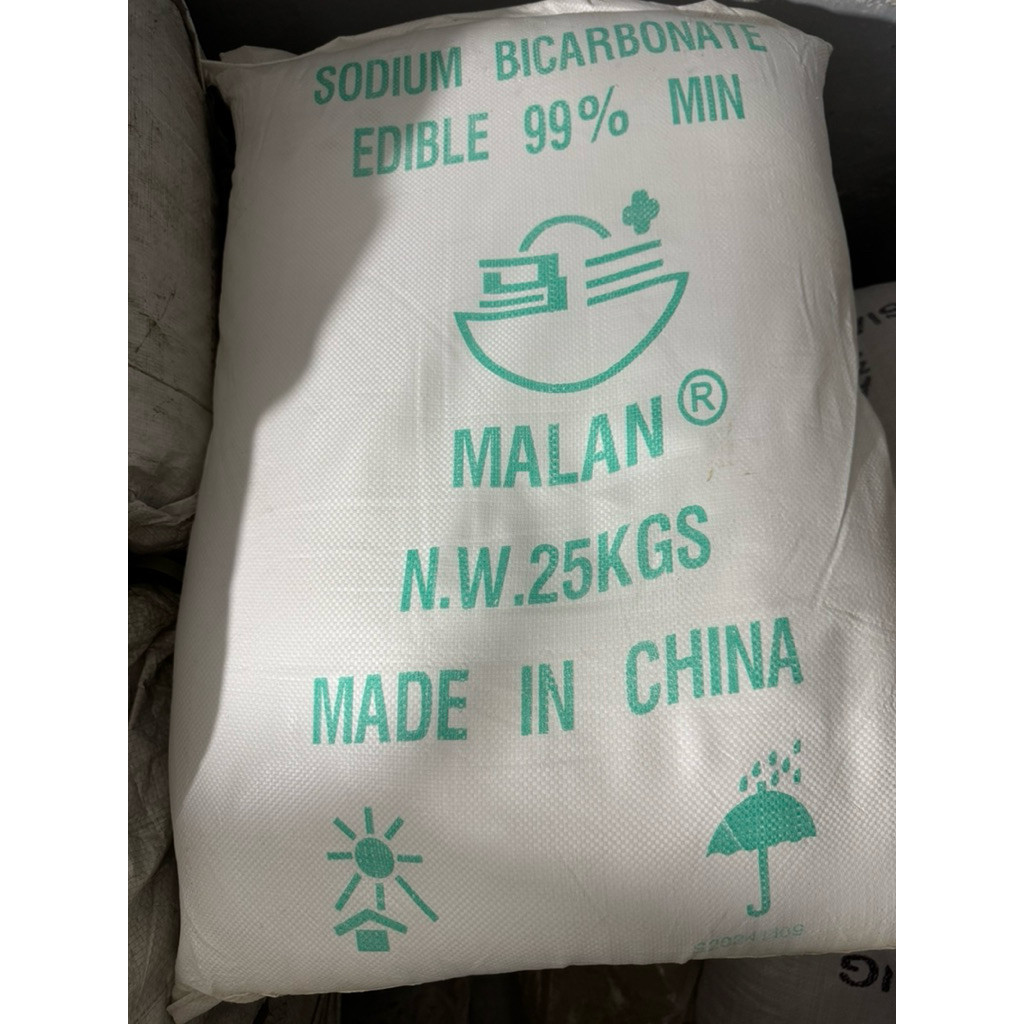 SODIUM BICARBONATE
EDIBLE 99% MIN
MALAN ®
N.W.25KGS
MADE IN CHINA